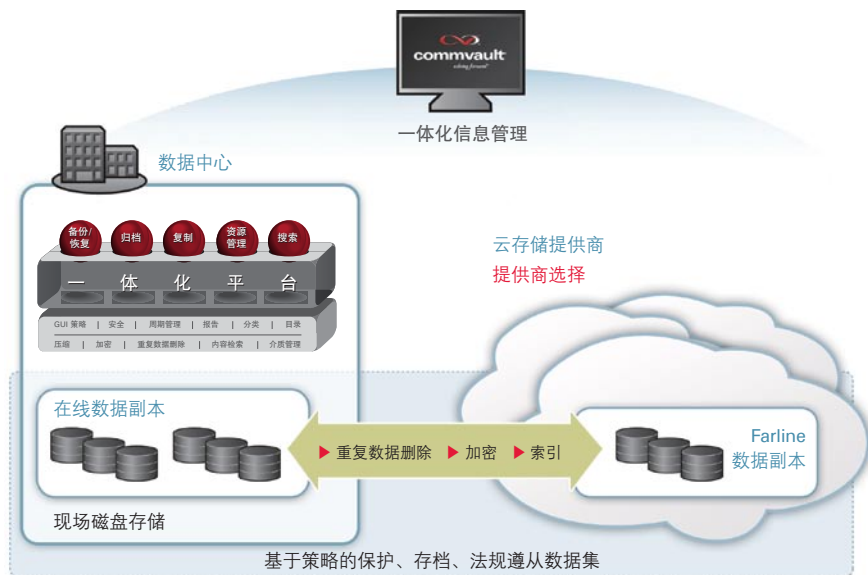 commvault
solving forward
一体化信息管理
数据中心
备份/
恢复
归档
复制
资源
管理
搜索
一 体 化 平 台
GUI 策略 | 安全 | 周期管理 | 报告 | 分类 | 目录
压缩 | 加密 | 重复数据删除 | 内容检索 | 介质管理
云存储提供商
提供商选择
在线数据副本
▶ 重复数据删除 ▶ 加密 ▶ 索引
Farline
数据副本
现场磁盘存储
基于策略的保护、存档、法规遵从数据集